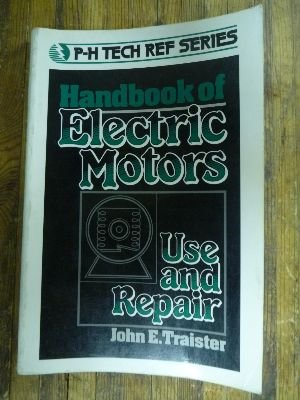 P-H TECH REF SERIES
Handbook of
Electric
Motors
Use
and
Repair
John E. Traister